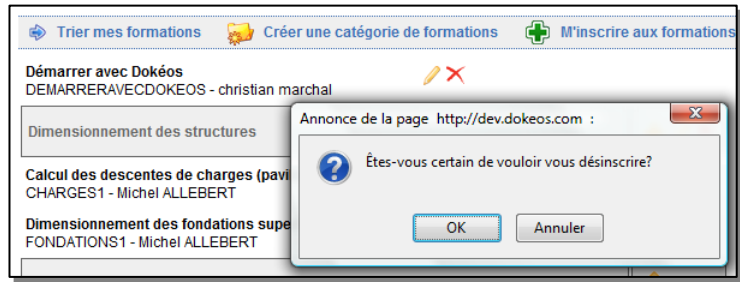 Trier mes formations Créer une catégorie de formations M'inscrire aux formations
Démarrer avec Dokéos
DEMARRERAVECDOKEOS - christian marchal
Annonce de la page http://dev.dokeos.com :
Dimensionnement des structures
Êtes-vous certain de vouloir vous désinscrire?
Calcul des descentes de charges (pavi
CHARGES1 - Michel ALLEBERT
Dimensionnement des fondations supe
FONDATIONS1 - Michel ALLEBERT
OK Annuler